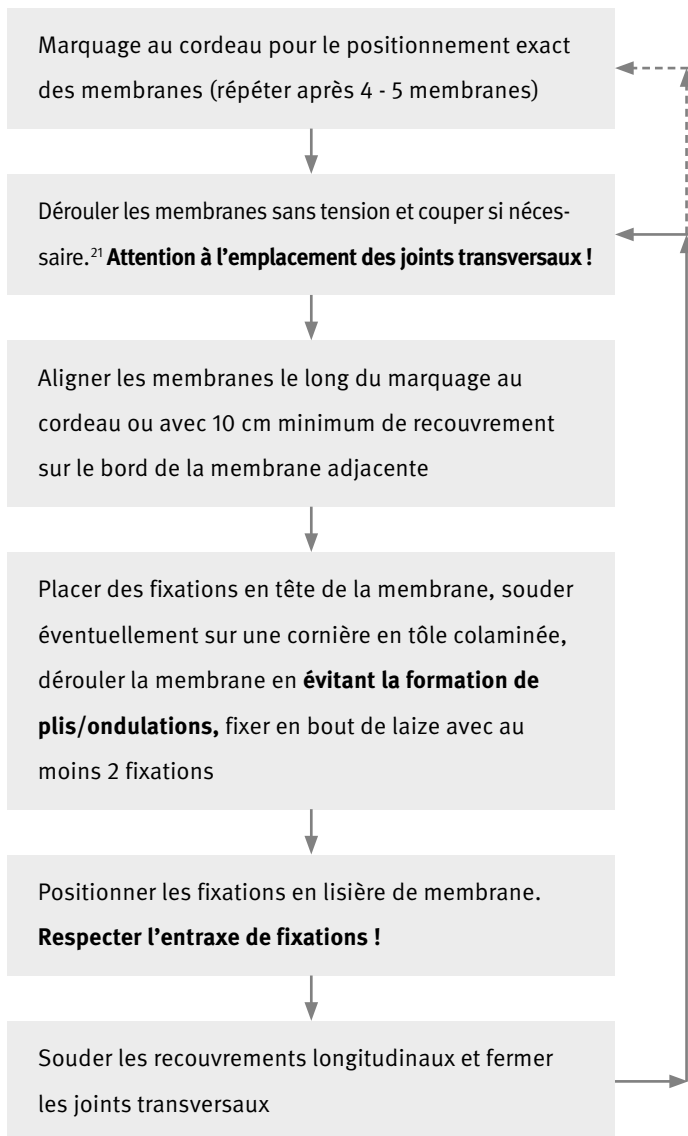 Marquage au cordeau pour le positionnement exact
des membranes (répéter après 4 - 5 membranes)
Dérouler les membranes sans tension et couper si néces-
saire.²¹ Attention à l’emplacement des joints transversaux !
Aligner les membranes le long du marquage au
cordeau ou avec 10 cm minimum de recouvrement
sur le bord de la membrane adjacente
Placer des fixations en tête de la membrane, souder
éventuellement sur une cornière en tôle colaminée,
dérouler la membrane en évitant la formation de
plis/ondulations, fixer en bout de laize avec au
moins 2 fixations
Positionner les fixations en lisière de membrane.
Respecter l’entraxe de fixations !
Souder les recouvrements longitudinaux et fermer
les joints transversaux